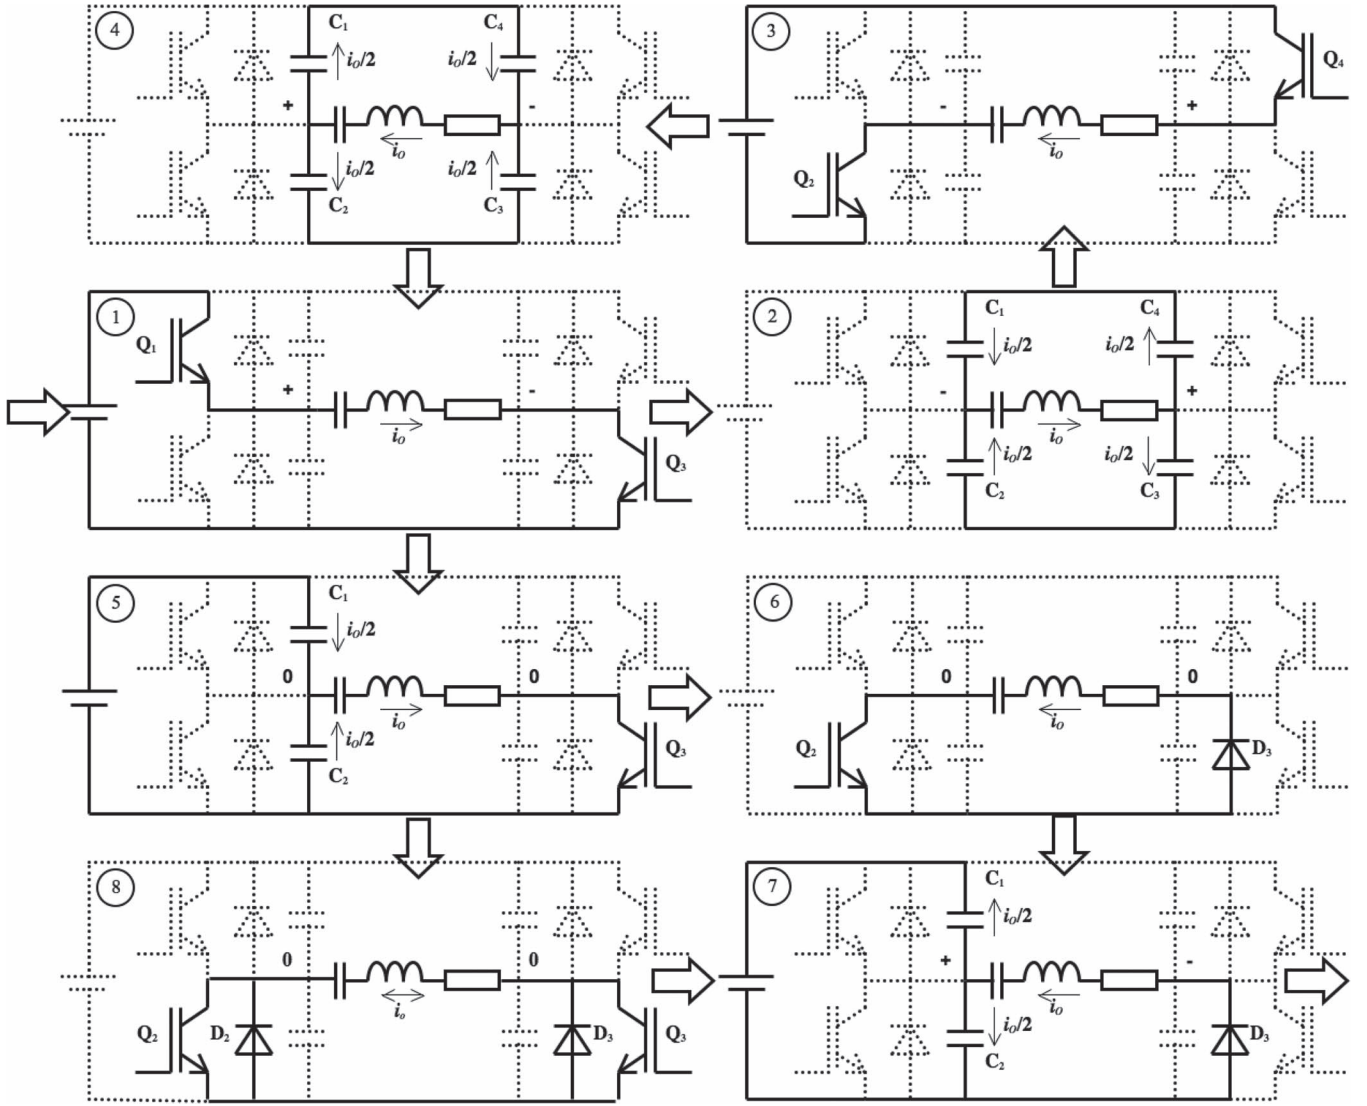 4 C1 C4 3
iO/2 iO/2 Q4
+ - - +
iO iO
iO/2 iO/2 Q2
C2 C3
1 C1 C4
2
Q1 iO/2 iO/2
+ - - +
iO iO
Q3 iO/2 iO/2
C2 C3
5 C1 6
iO/2
0 0 0 0
iO iO
iO/2 Q3 Q2 D3
C2
8 7 C1
iO/2
0 0 + -
io iO
Q2 D2 D3 Q3 iO/2 D3
C2